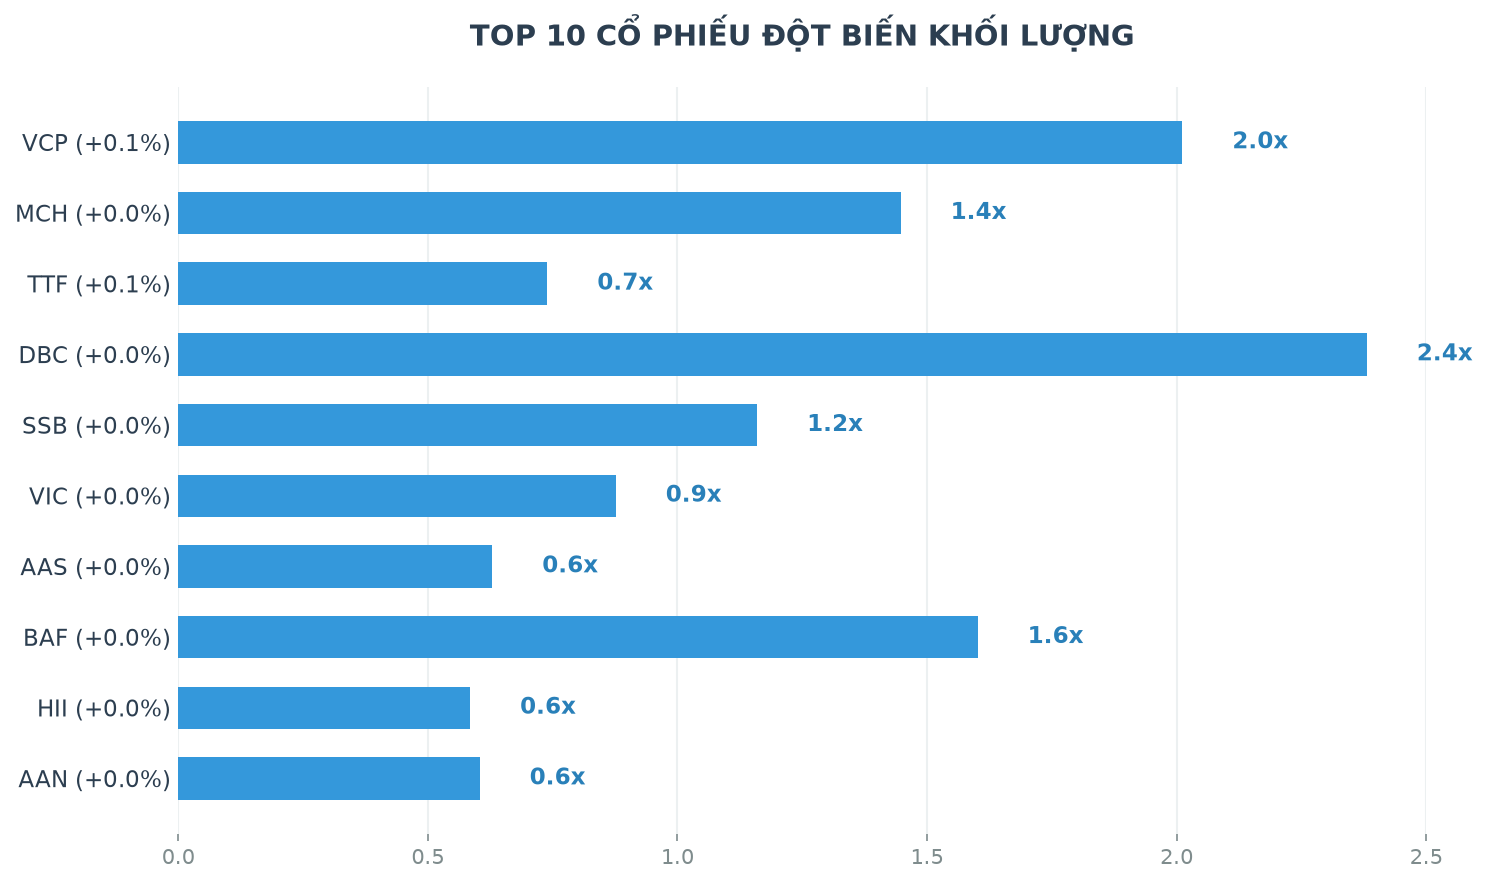 TOP 10 CỔ PHIẾU ĐỘT BIẾN KHỐI LƯỢNG
VCP (+0.1%) 2.0x
MCH (+0.0%) 1.4x
TTF (+0.1%) 0.7x
DBC (+0.0%) 2.4x
SSB (+0.0%) 1.2x
VIC (+0.0%) 0.9x
AAS (+0.0%) 0.6x
BAF (+0.0%) 1.6x
HII (+0.0%) 0.6x
AAN (+0.0%) 0.6x
0.0 0.5 1.0 1.5 2.0 2.5